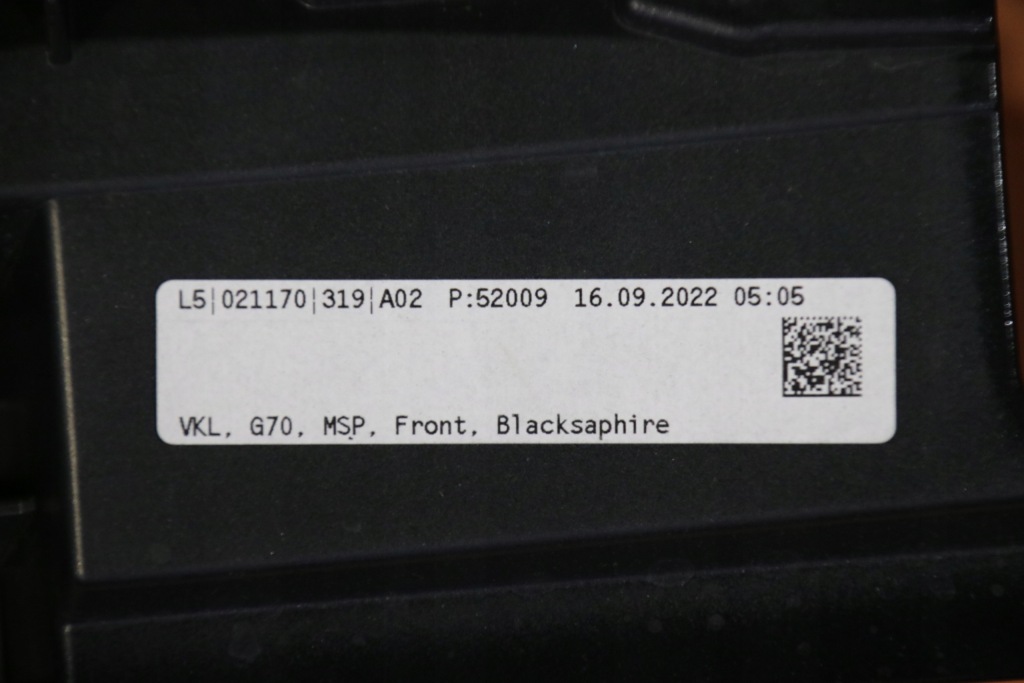 L5|021170|319|A02 P:52009 16.09.2022 05:05
VKL, G70, MSP, Front, Blacksaphire